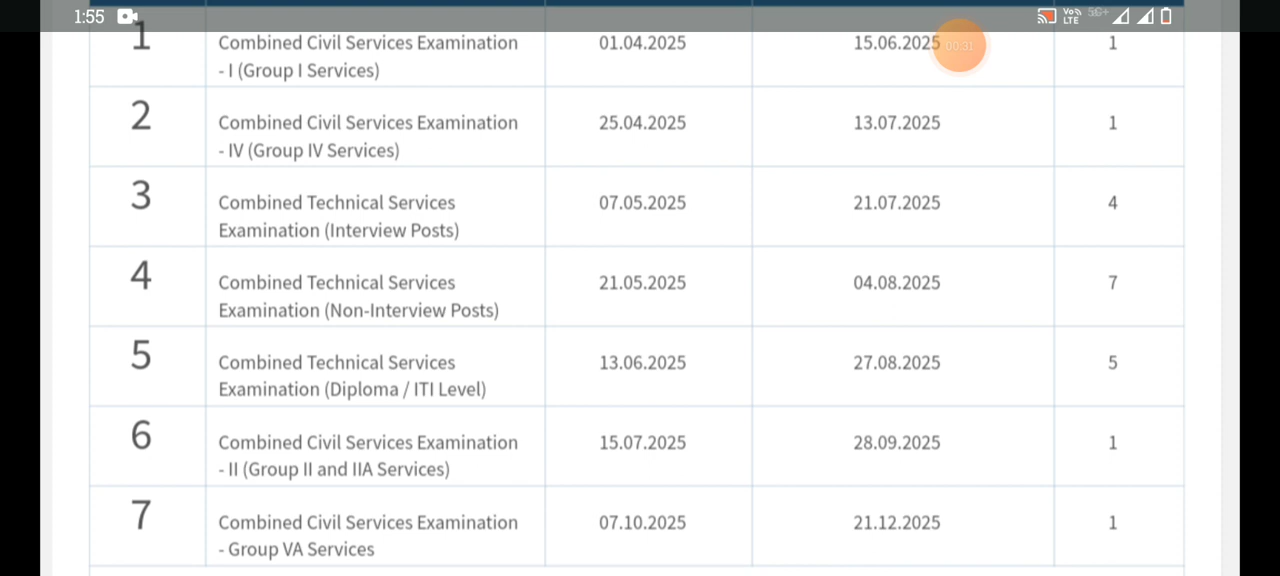 1:55
Vo))
LTE
5G+
1
Combined Civil Services Examination
- I (Group I Services)
01.04.2025
15.06.2025
00:31
1
2
Combined Civil Services Examination
- IV (Group IV Services)
25.04.2025
13.07.2025
1
3
Combined Technical Services
Examination (Interview Posts)
07.05.2025
21.07.2025
4
4
Combined Technical Services
Examination (Non-Interview Posts)
21.05.2025
04.08.2025
7
5
Combined Technical Services
Examination (Diploma / ITI Level)
13.06.2025
27.08.2025
5
6
Combined Civil Services Examination
- II (Group II and IIA Services)
15.07.2025
28.09.2025
1
7
Combined Civil Services Examination
- Group VA Services
07.10.2025
21.12.2025
1